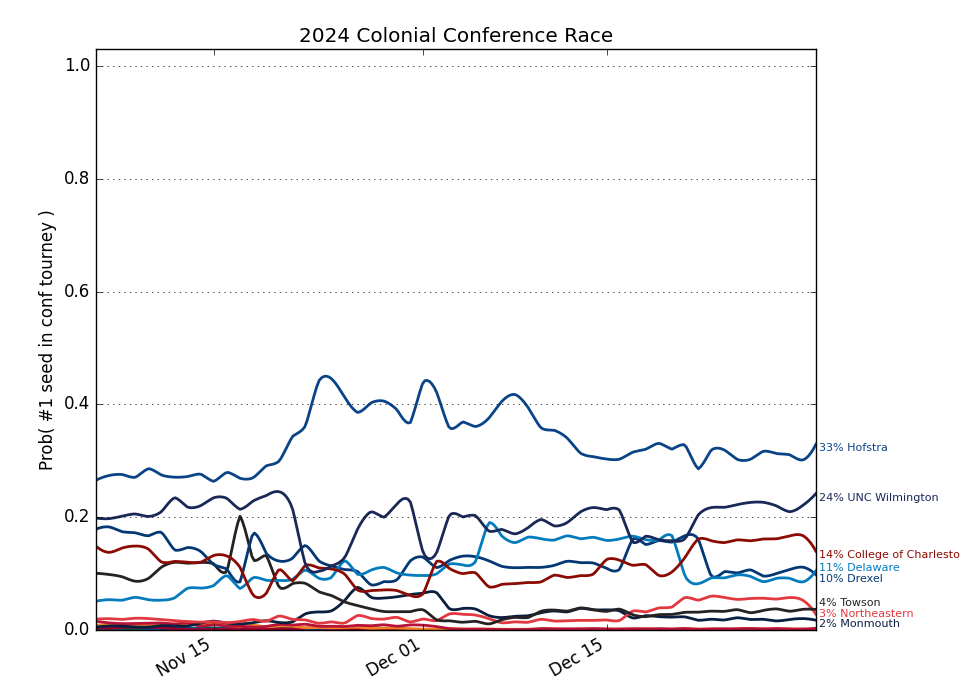 2024 Colonial Conference Race
Prob( #1 seed in conf tourney )
1.0
0.8
0.6
0.4
0.2
0.0
Nov 15
Dec 01
Dec 15
33% Hofstra
24% UNC Wilmington
14% College of Charlesto
11% Delaware
10% Drexel
4% Towson
3% Northeastern
2% Monmouth